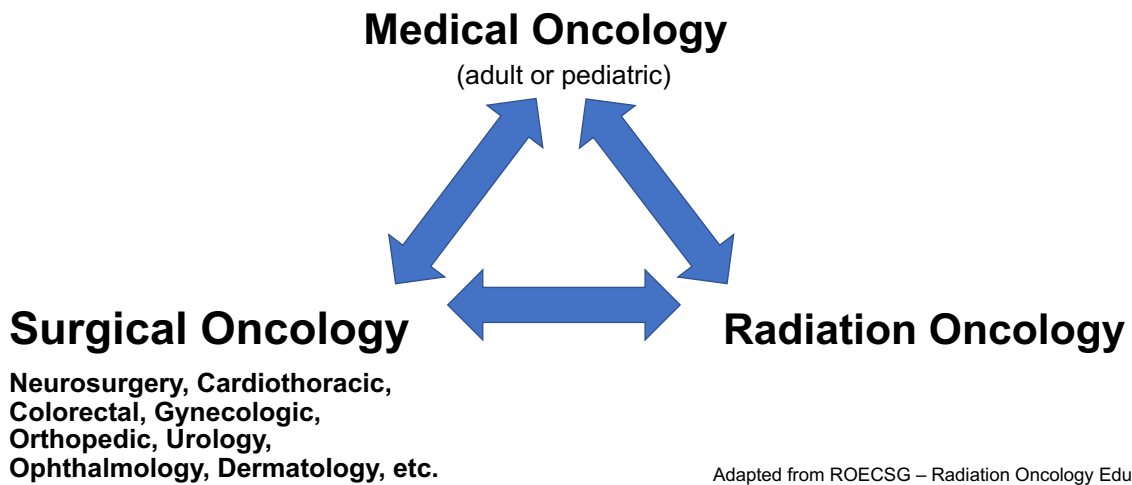 Medical Oncology
(adult or pediatric)
Surgical Oncology
Neurosurgery, Cardiothoracic,
Colorectal, Gynecologic,
Orthopedic, Urology,
Ophthalmology, Dermatology, etc.
Radiation Oncology
Adapted from ROECSG – Radiation Oncology Edu